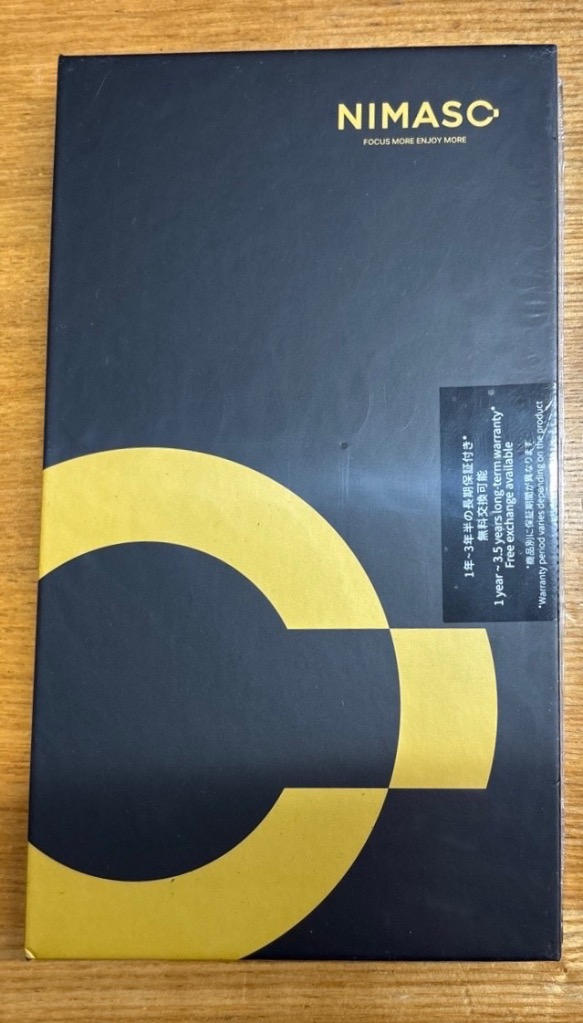 NIMASO
FOCUS MORE ENJOY MORE
1年~3年半の長期保証付き*
無料交換可能
1 year ~ 3.5 years long-term warranty*
Free exchange available
*商品別に保証期間が異なります。
*Warranty period varies depending on the product